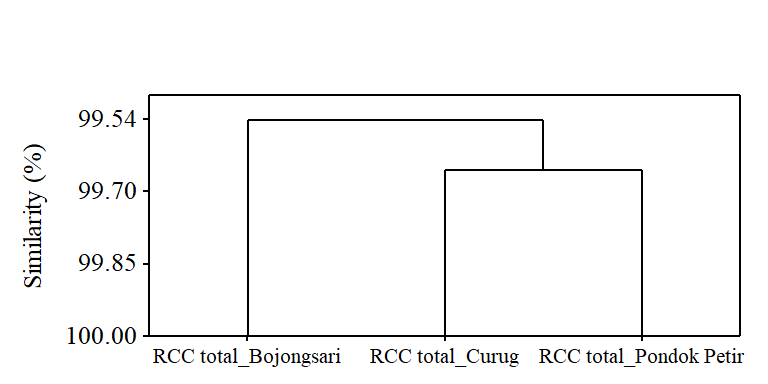 Similarity (%)
99.54
99.70
99.85
100.00
RCC total_Bojongsari
RCC total_Curug
RCC total_Pondok Petir